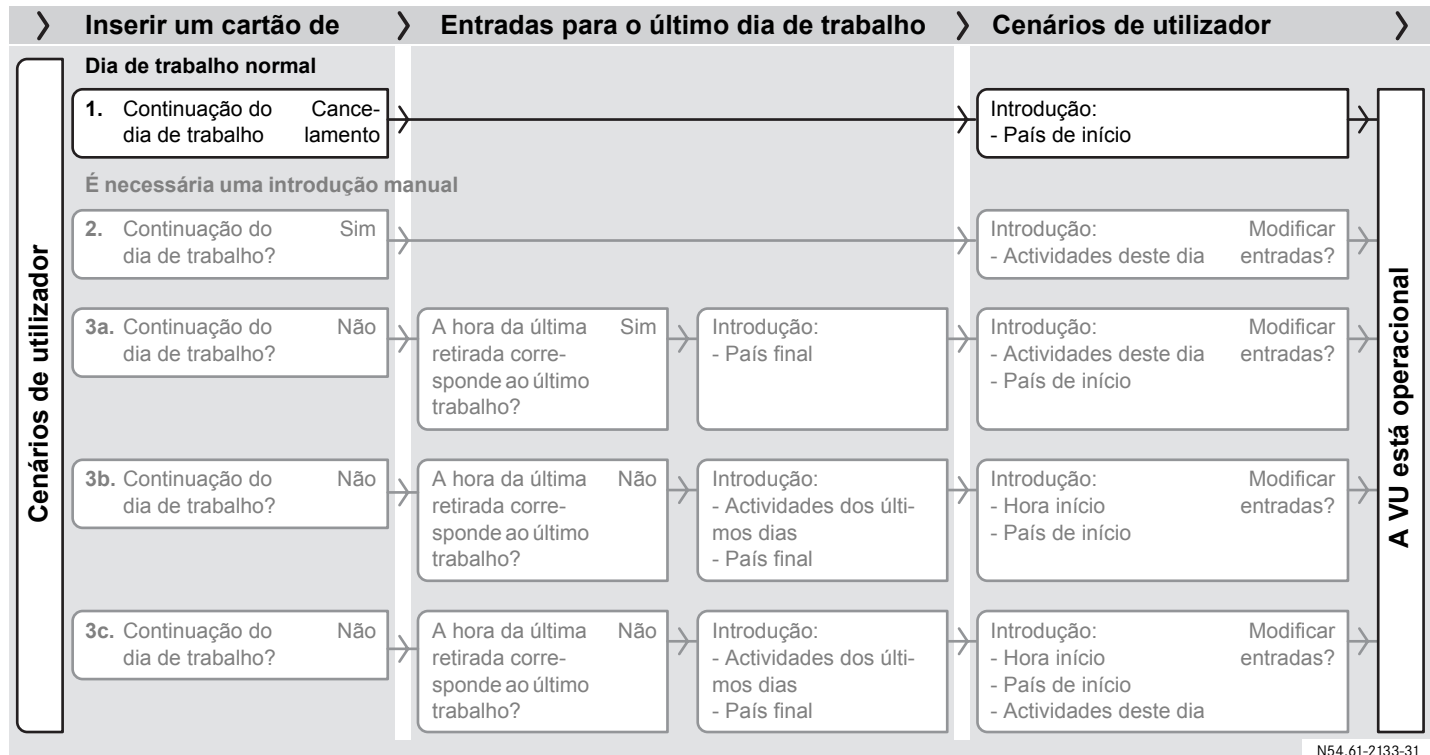 Inserir um cartão de
Entradas para o último dia de trabalho
Cenários de utilizador
Cenários de utilizador
Dia de trabalho normal
1. Continuação do Cance-
dia de trabalho lamento
Introdução:
- País de início
É necessária uma introdução manual
2. Continuação do Sim
dia de trabalho?
Introdução: Modificar
- Actividades deste dia entradas?
3a. Continuação do Não
dia de trabalho?
A hora da última Sim
retirada corre-
sponde ao último
trabalho?
Introdução:
- País final
Introdução: Modificar
- Actividades deste dia entradas?
- País de início
3b. Continuação do Não
dia de trabalho?
A hora da última Não
retirada corre-
sponde ao último
trabalho?
Introdução:
- Actividades dos últi-
mos dias
- País final
Introdução: Modificar
- Hora início entradas?
- País de início
3c. Continuação do Não
dia de trabalho?
A hora da última Não
retirada corre-
sponde ao último
trabalho?
Introdução:
- Actividades dos últi-
mos dias
- País final
Introdução: Modificar
- Hora início entradas?
- País de início
- Actividades deste dia
A VU está operacional
N54.61-2133-31